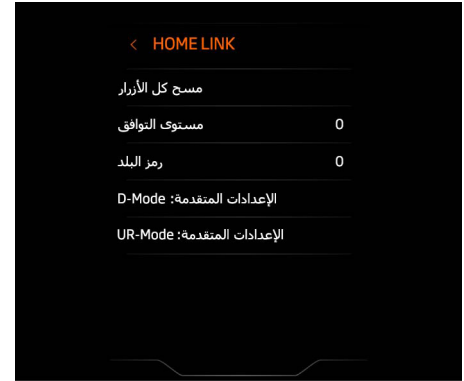 < HOME LINK
مسح كل الأزرار
مستوى التوافق 0
رمز البلد 0
الإعدادات المتقدمة: D-Mode
الإعدادات المتقدمة: UR-Mode